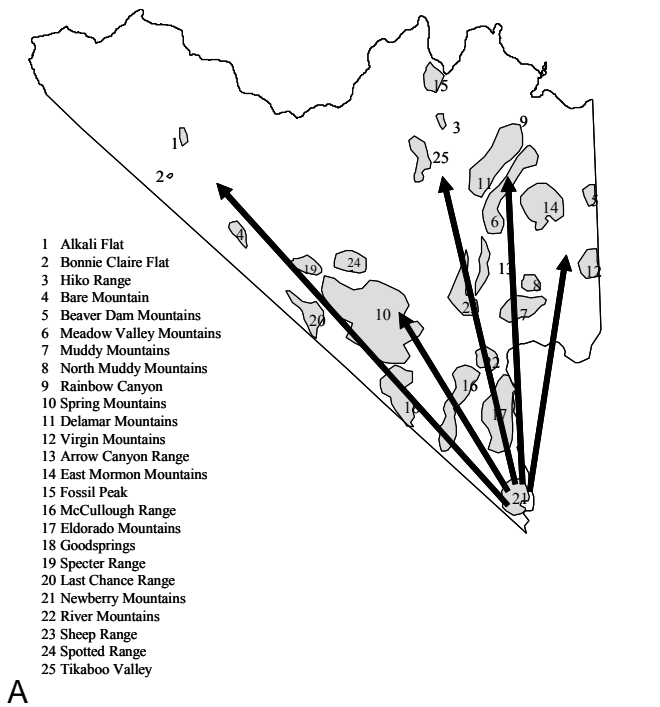 15
3
9
1
25
2
11
14
5
6
4
13
12
24
19
8
10
7
20
22
16
17
21
1 Alkali Flat
2 Bonnie Claire Flat
3 Hiko Range
4 Bare Mountain
5 Beaver Dam Mountains
6 Meadow Valley Mountains
7 Muddy Mountains
8 North Muddy Mountains
9 Rainbow Canyon
10 Spring Mountains
11 Delamar Mountains
12 Virgin Mountains
13 Arrow Canyon Range
14 East Mormon Mountains
15 Fossil Peak
16 McCullough Range
17 Eldorado Mountains
18 Goodsprings
19 Specter Range
20 Last Chance Range
21 Newberry Mountains
22 River Mountains
23 Sheep Range
24 Spotted Range
25 Tikaboo Valley
A